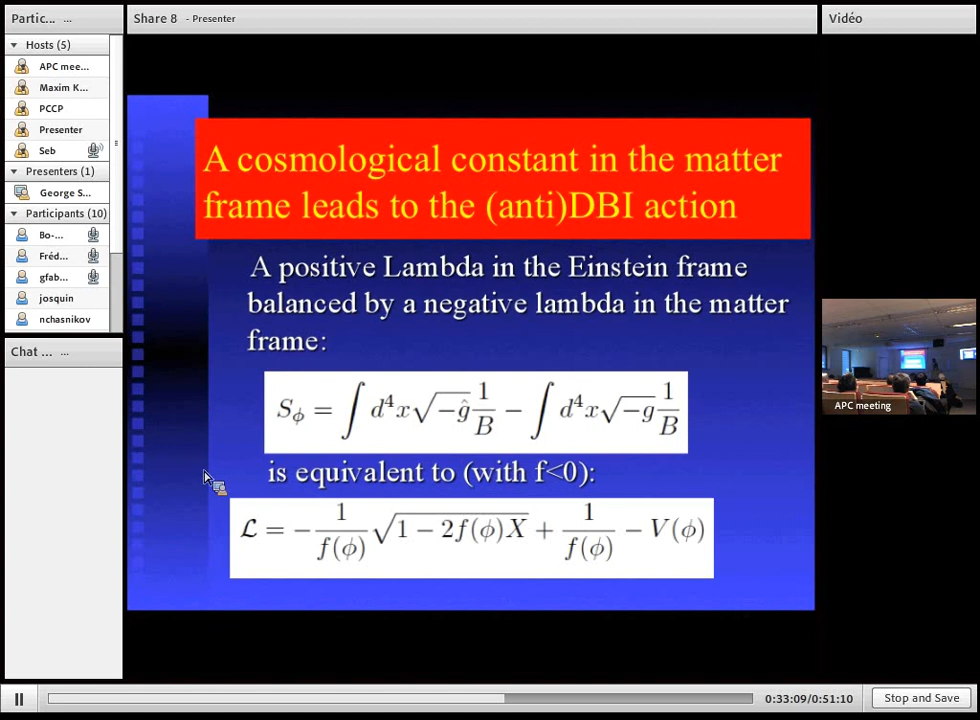 Partic... ...
Hosts (5)
APC mee...
Maxim K...
PCCP
Presenter
Seb
Presenters (1)
George S...
Participants (10)
Bo-...
Fréd...
gfab...
josquin
nchasnikov
Chat ... ...
Share 8 - Presenter
A cosmological constant in the matter
frame leads to the (anti)DBI action
A positive Lambda in the Einstein frame
balanced by a negative lambda in the matter
frame:
S_ϕ = ∫ d⁴x√−ĝ 1/B − ∫ d⁴x√−g 1/B
is equivalent to (with f<0):
ℒ = − 1/f(ϕ) √1 − 2f(ϕ)X + 1/f(ϕ) − V(ϕ)
Vidéo
APC meeting
0:33:09/0:51:10
Stop and Save